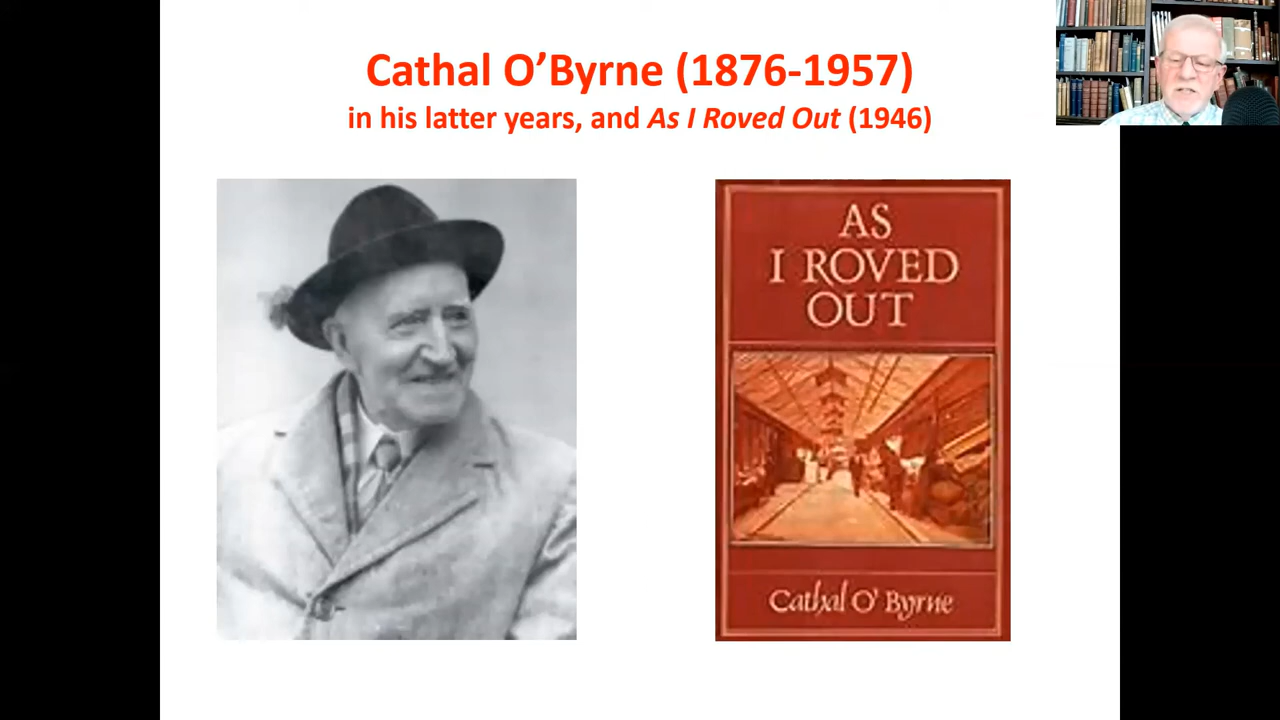 Cathal O’Byrne (1876-1957)
in his latter years, and As I Roved Out (1946)
AS
I ROVED
OUT
Cathal O' Byrne